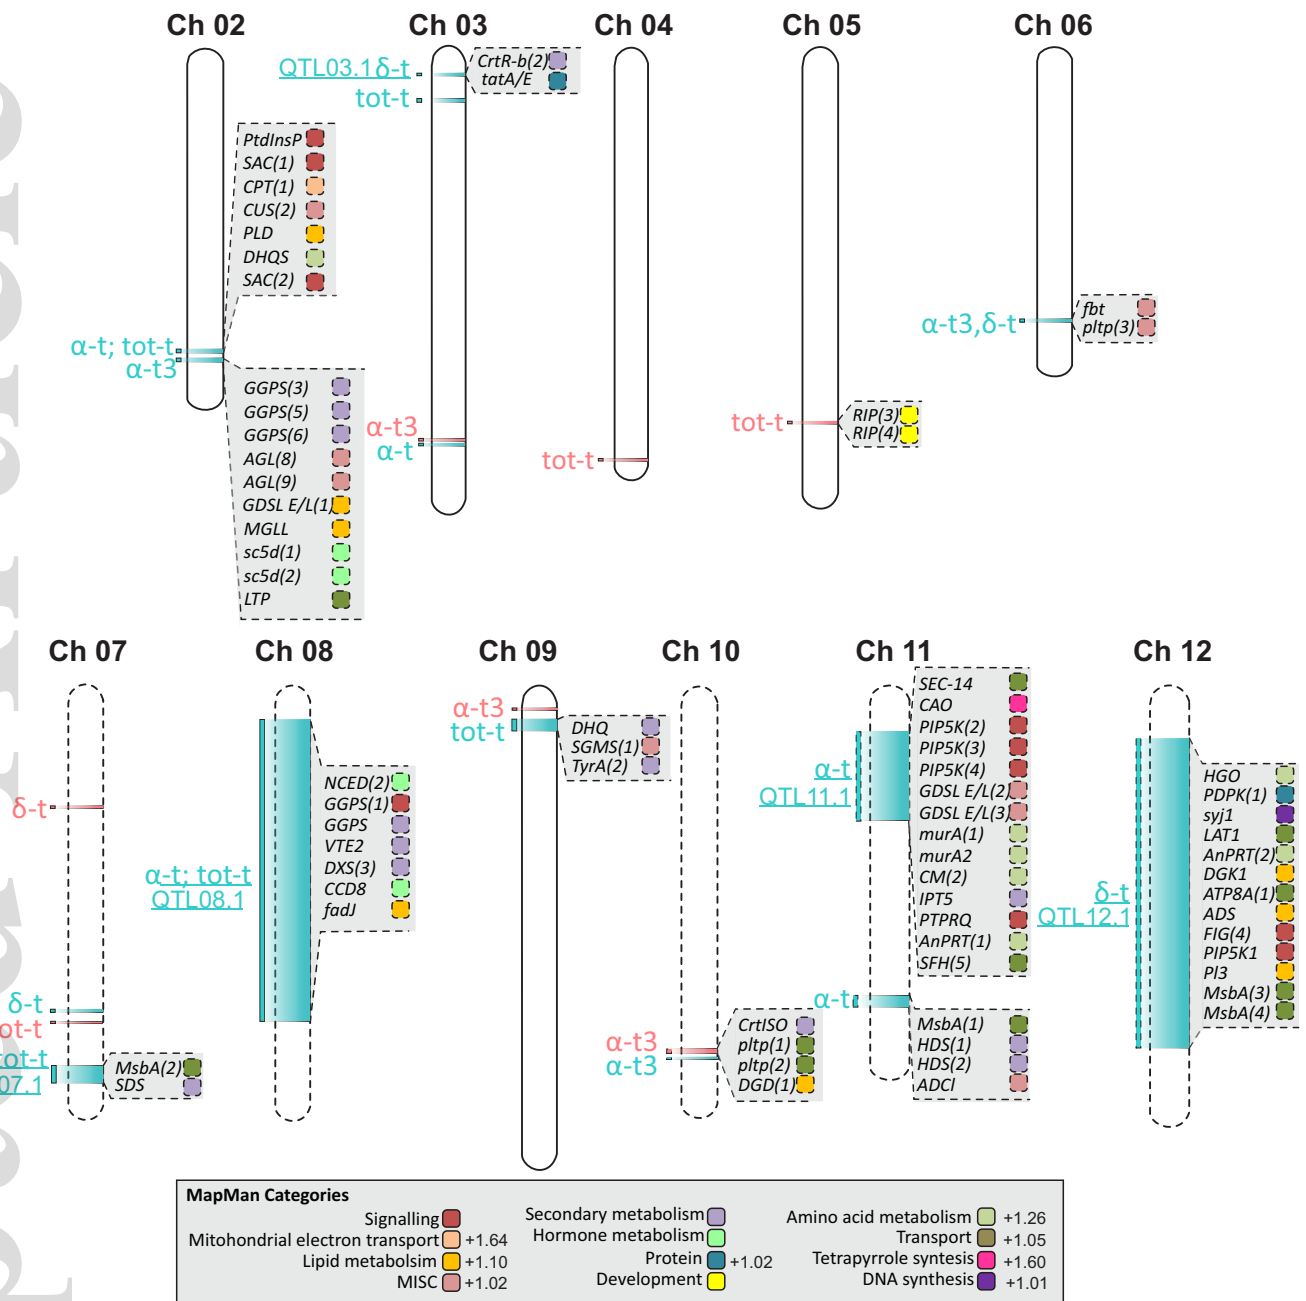 Ch 02
Ch 03
Ch 04
Ch 05
Ch 06
QTL03.1δ-t
tot-t
CrtR-b(2)
tatA/E
PtdInsP
SAC(1)
CPT(1)
CUS(2)
PLD
DHQS
SAC(2)
α-t; tot-t
α-t3
GGPS(3)
GGPS(5)
GGPS(6)
AGL(8)
AGL(9)
GDSL E/L(1)
MGLL
sc5d(1)
sc5d(2)
LTP
α-t3
α-t
tot-t
tot-t
RIP(3)
RIP(4)
α-t3,δ-t
fbt
pltp(3)
Ch 07
Ch 08
Ch 09
Ch 10
Ch 11
Ch 12
δ-t
δ-t
ot-t
tot-t
07.1
MsbA(2)
SDS
α-t; tot-t
QTL08.1
NCED(2)
GGPS(1)
GGPS
VTE2
DXS(3)
CCD8
fadJ
α-t3
tot-t
DHQ
SGMS(1)
TyrA(2)
α-t3
α-t3
CrtISO
pltp(1)
pltp(2)
DGD(1)
α-t
QTL11.1
SEC-14
CAO
PIP5K(2)
PIP5K(3)
PIP5K(4)
GDSL E/L(2)
GDSL E/L(3)
murA(1)
murA2
CM(2)
IPT5
PTPRQ
AnPRT(1)
SFH(5)
α-t
MsbA(1)
HDS(1)
HDS(2)
ADCl
δ-t
QTL12.1
HGO
PDPK(1)
syj1
LAT1
AnPRT(2)
DGK1
ATP8A(1)
ADS
FIG(4)
PIP5K1
PI3
MsbA(3)
MsbA(4)
MapMan Categories
Signalling
Mitohondrial electron transport +1.64
Lipid metabolsim +1.10
MISC +1.02
Secondary metabolism
Hormone metabolism
Protein +1.02
Development
Amino acid metabolism +1.26
Transport +1.05
Tetrapyrrole syntesis +1.60
DNA synthesis +1.01